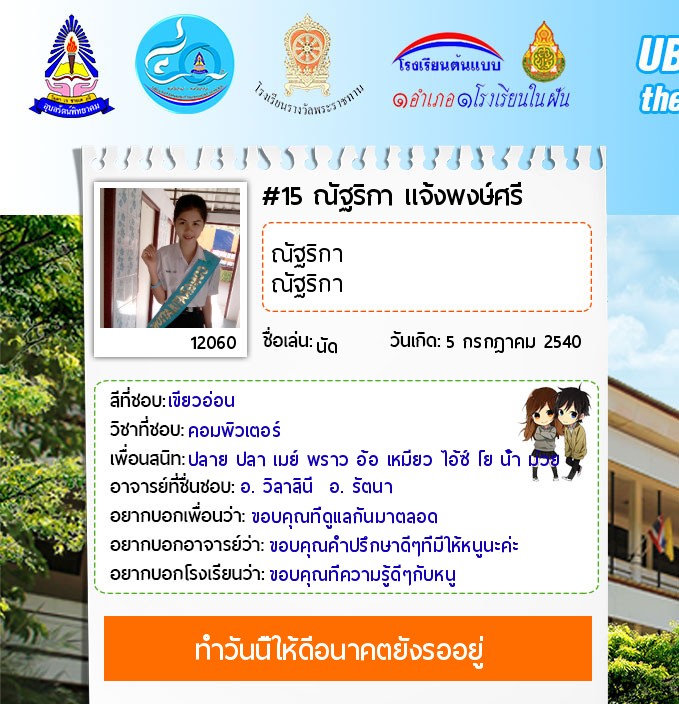 อุบลรัตน์พิทยาคม
โรงเรียนรางวัลพระราชทาน
โรงเรียนต้นแบบ
๑อำเภอ๑โรงเรียนในฝัน
UB
the
#15 ณัฐริกา แจ้งพงษ์ศรี
ณัฐริกา
ณัฐริกา
12060
ชื่อเล่น: นัด
วันเกิด: 5 กรกฎาคม 2540
สีที่ชอบ: เขียวอ่อน
วิชาที่ชอบ: คอมพิวเตอร์
เพื่อนสนิท: ปลาย ปลา เมย์ พราว อ้อ เหมียว ไอ้ซ์ โย น้ำ มวย
อาจารย์ที่ชื่นชอบ: อ. วิลาสินี อ. รัตนา
อยากบอกเพื่อนว่า: ขอบคุณที่ดูแลกันมาตลอด
อยากบอกอาจารย์ว่า: ขอบคุณคำปรึกษาดีๆที่มีให้หนูนะค่ะ
อยากบอกโรงเรียนว่า: ขอบคุณที่ความรู้ดีๆกับหนู
ทำวันนี้ให้ดีอนาคตยังรออยู่